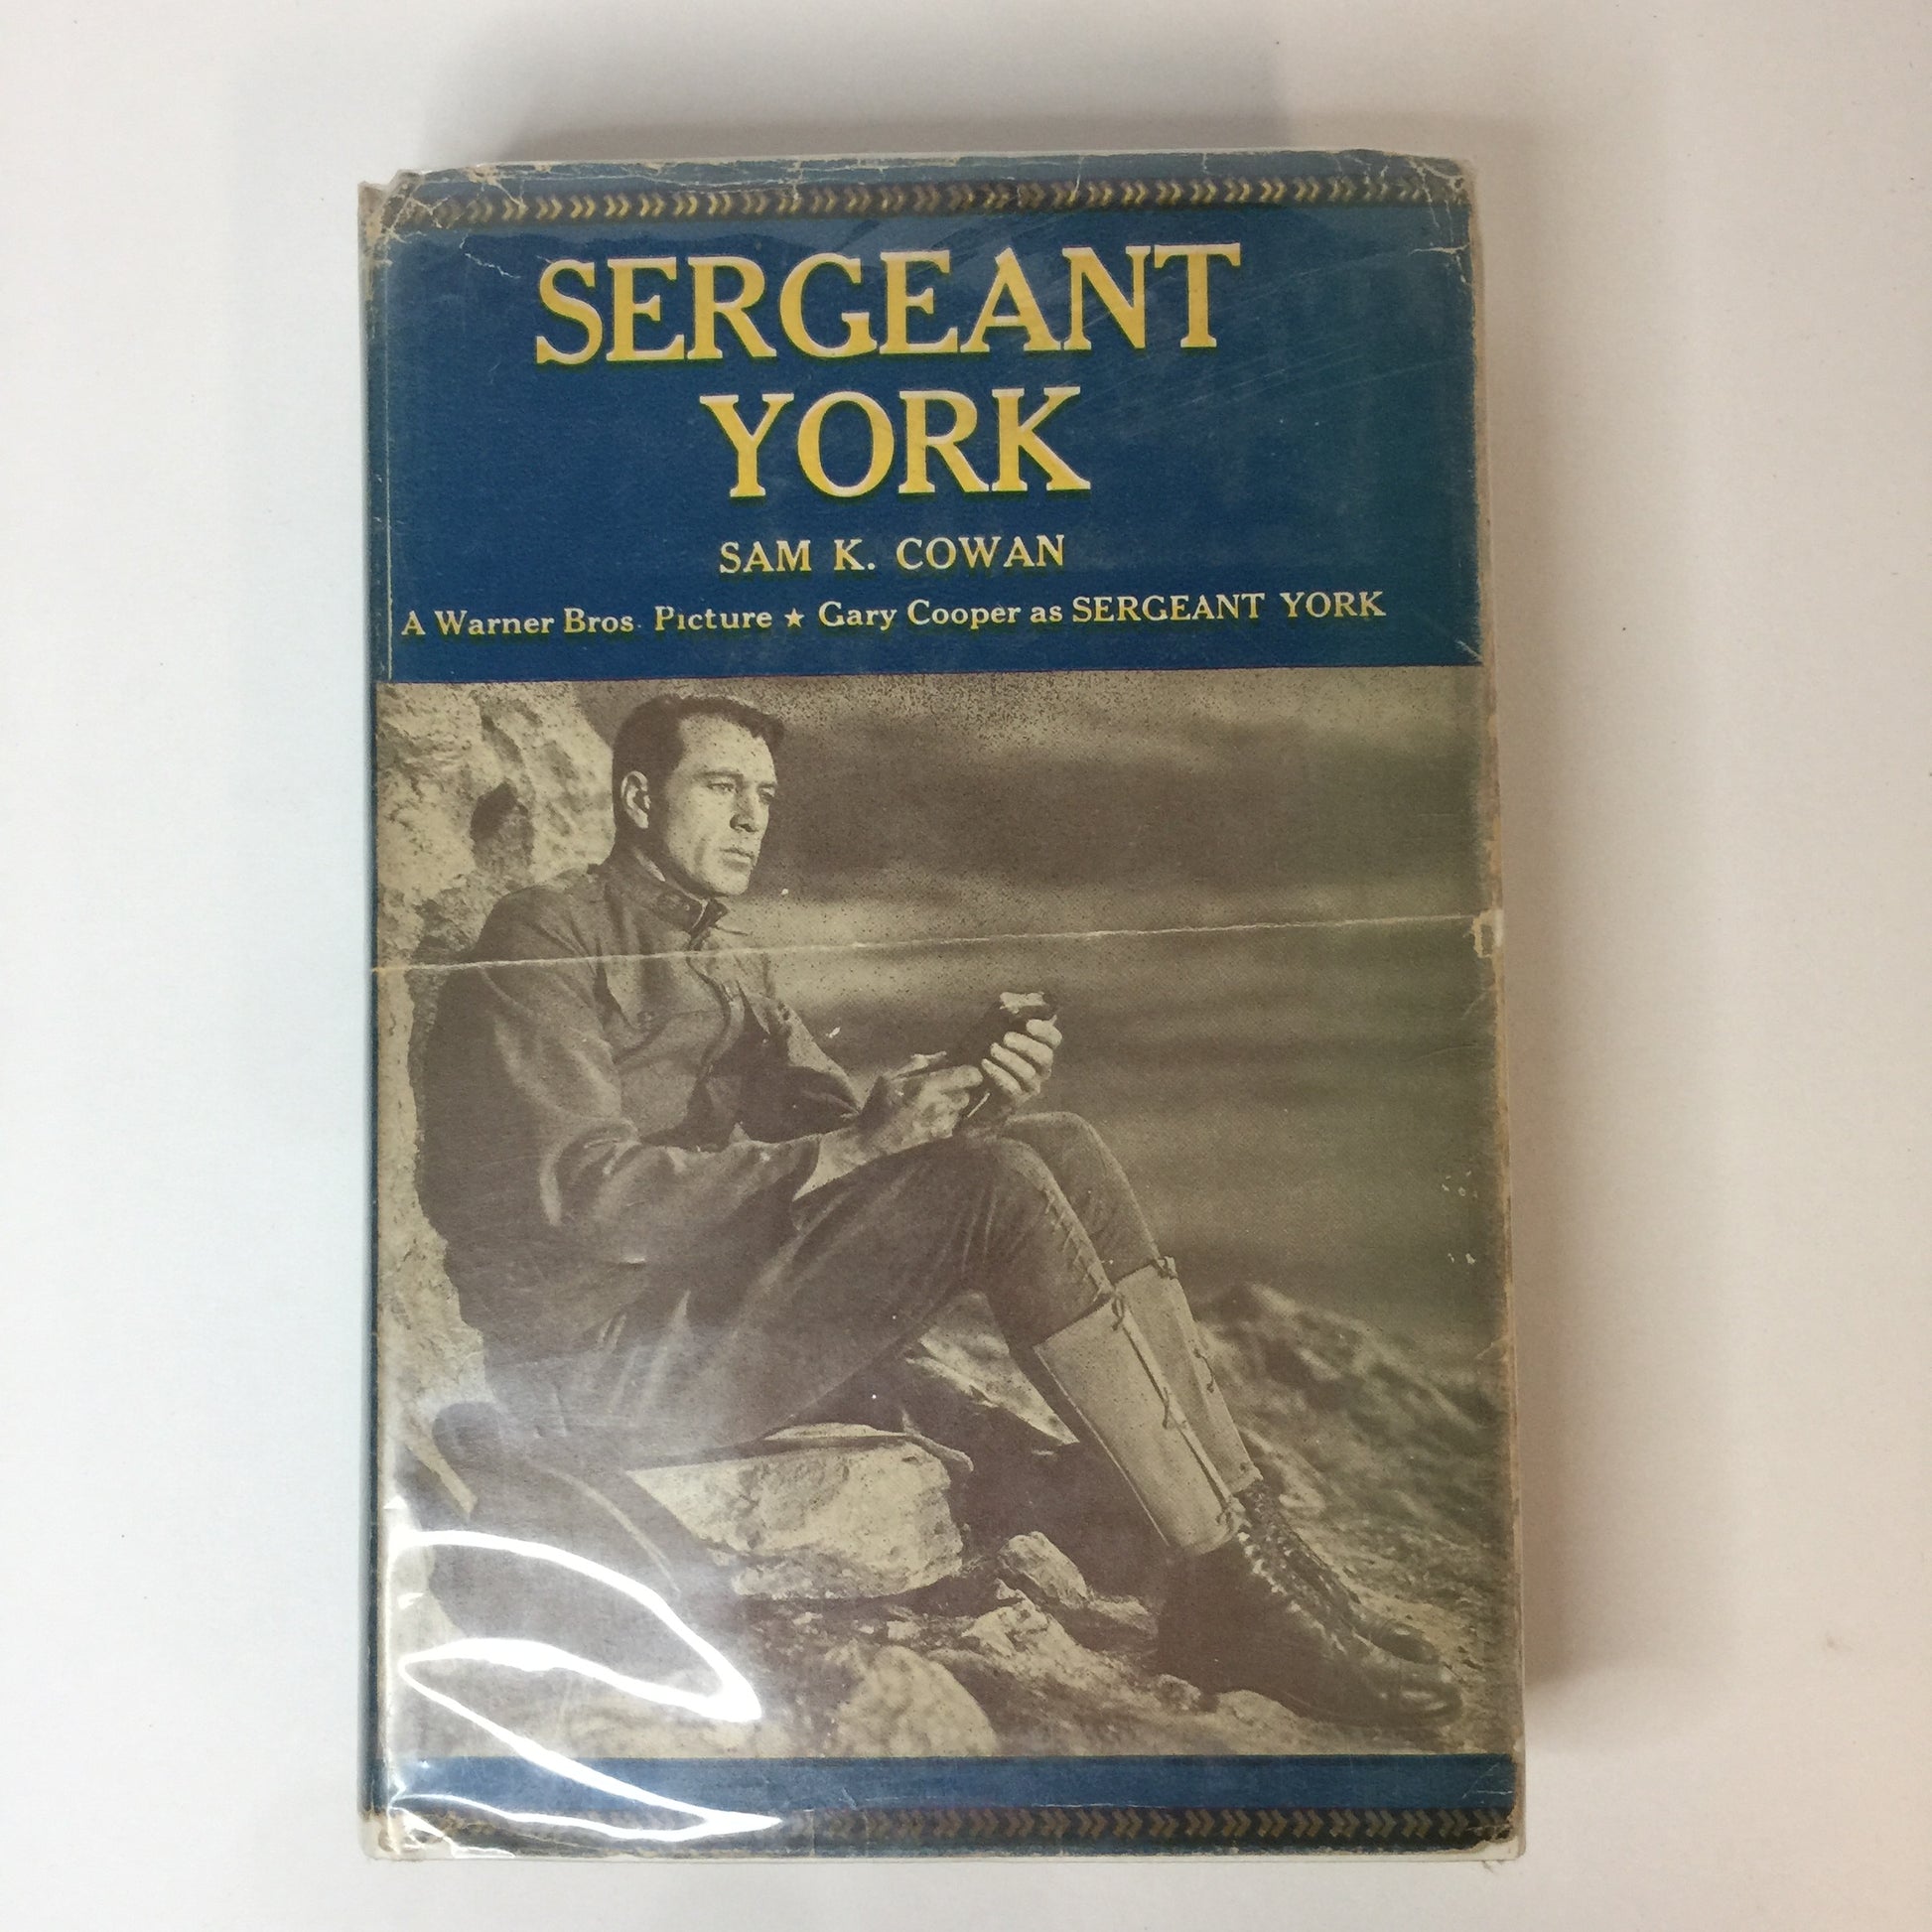 SERGEANT
YORK
SAM K. COWAN
A Warner Bros. Picture ★ Gary Cooper as SERGEANT YORK